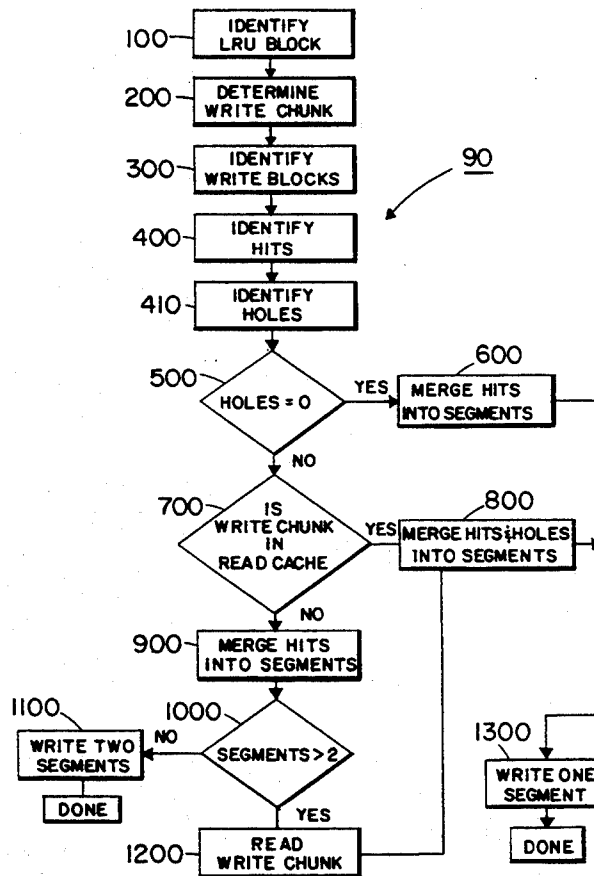 100
IDENTIFY
LRU BLOCK
200
DETERMINE
WRITE CHUNK
300
IDENTIFY
WRITE BLOCKS
90
400
IDENTIFY
HITS
410
IDENTIFY
HOLES
500
HOLES = 0
YES
600
MERGE HITS
INTO SEGMENTS
NO
700
IS
WRITE CHUNK
IN
READ CACHE
YES
800
MERGE HITS & HOLES
INTO SEGMENTS
NO
900
MERGE HITS
INTO SEGMENTS
1000
SEGMENTS > 2
NO
1100
WRITE TWO
SEGMENTS
DONE
YES
1200
READ
WRITE CHUNK
1300
WRITE ONE
SEGMENT
DONE